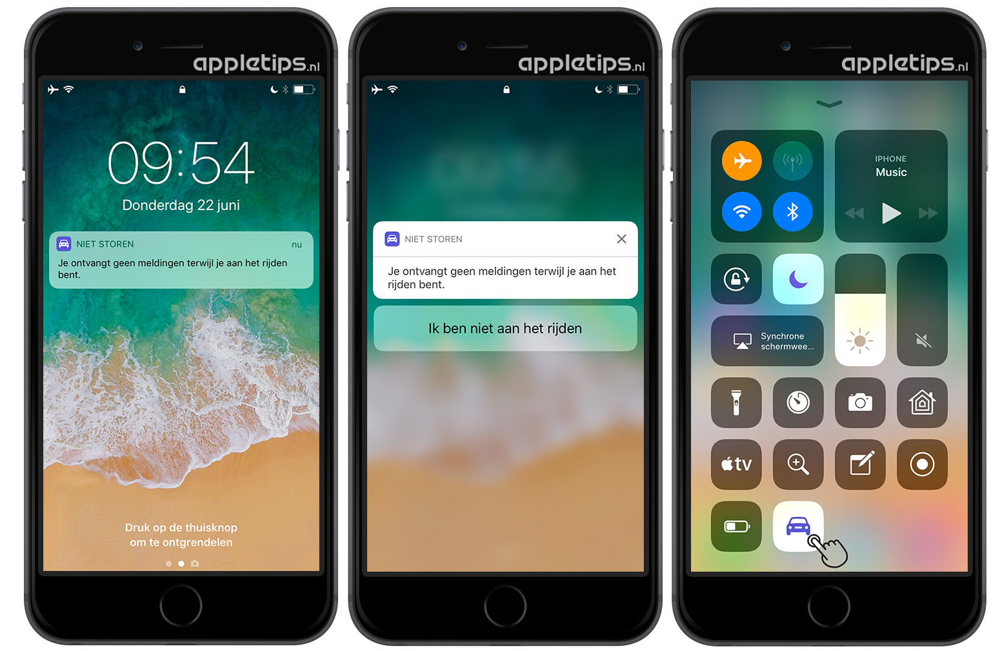 appletips.nl
09:54
Donderdag 22 juni
NIET STOREN
nu
Je ontvangt geen meldingen terwijl je aan het rijden
bent.
Druk op de thuisknop
om te ontgrendelen
appletips.nl
NIET STOREN
Je ontvangt geen meldingen terwijl je aan het
rijden bent.
Ik ben niet aan het rijden
appletips.nl
IPHONE
Music
Synchrone
schermwee...
tv